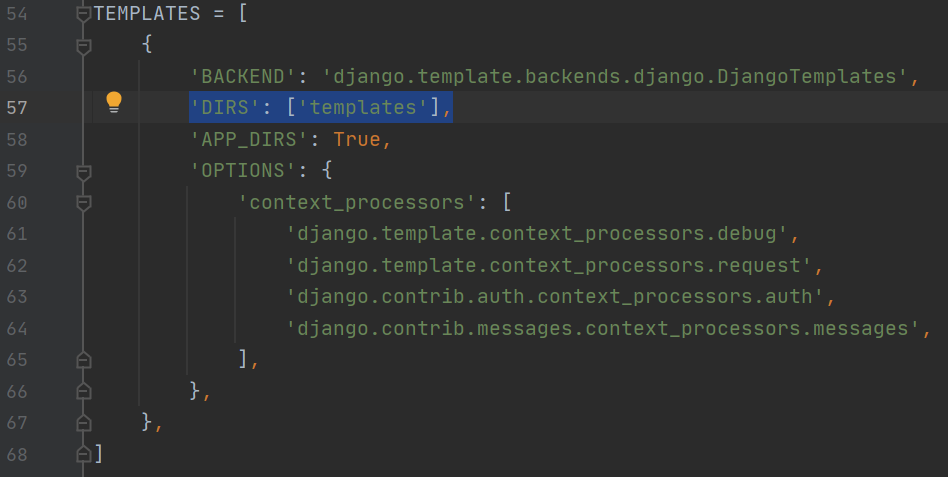 54 TEMPLATES = [
55     {
56         'BACKEND': 'django.template.backends.django.DjangoTemplates',
57         'DIRS': ['templates'],
58         'APP_DIRS': True,
59         'OPTIONS': {
60             'context_processors': [
61                 'django.template.context_processors.debug',
62                 'django.template.context_processors.request',
63                 'django.contrib.auth.context_processors.auth',
64                 'django.contrib.messages.context_processors.messages',
65             ],
66         },
67     },
68 ]